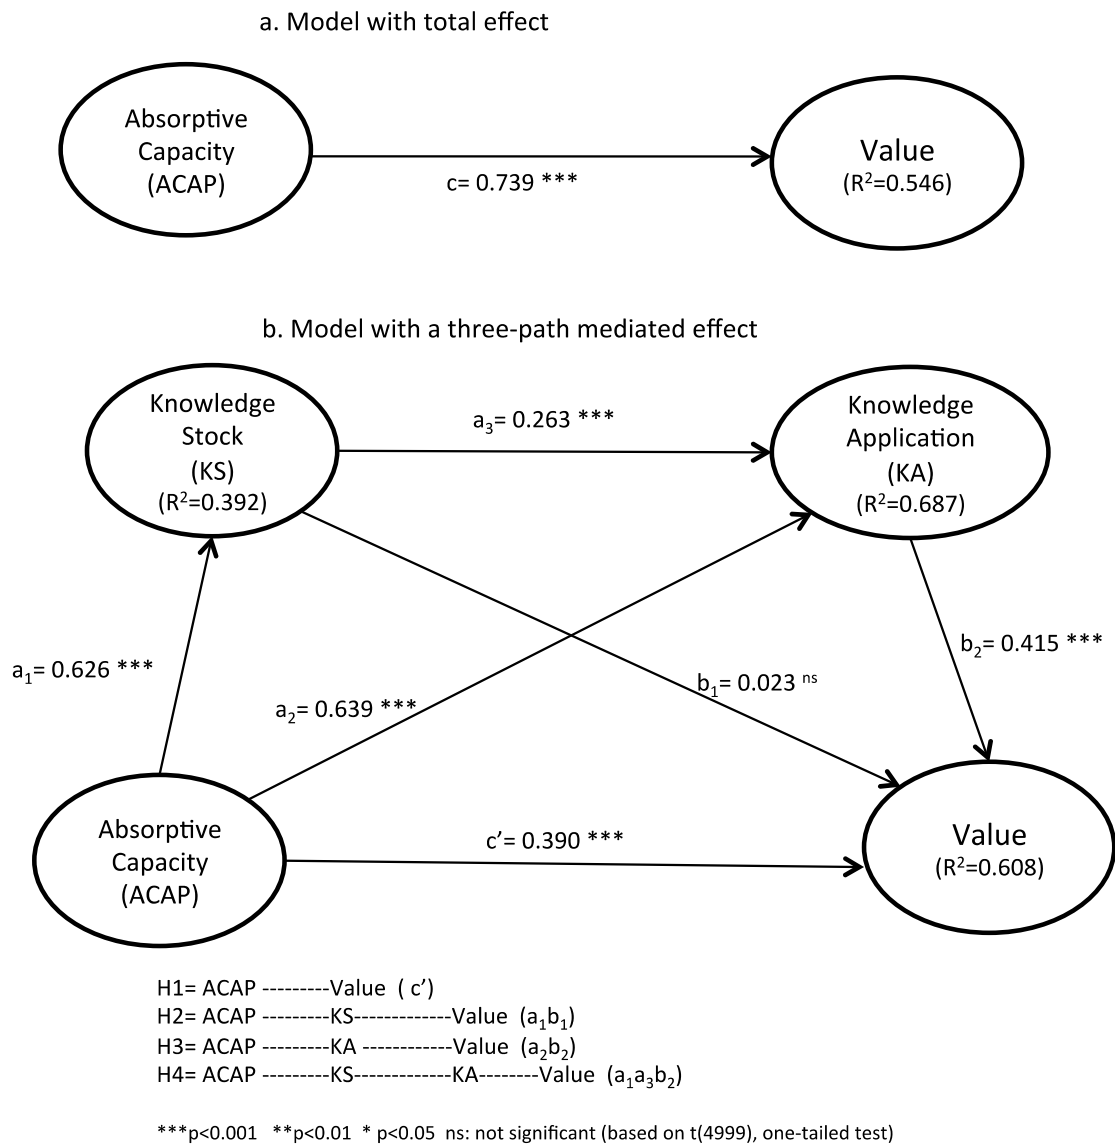 a. Model with total effect
Absorptive
Capacity
(ACAP)
c= 0.739 ***
Value
(R²=0.546)
b. Model with a three-path mediated effect
Knowledge
Stock
(KS)
(R²=0.392)
a₃= 0.263 ***
Knowledge
Application
(KA)
(R²=0.687)
a₁= 0.626 ***
a₂= 0.639 ***
b₁= 0.023 ⁿˢ
b₂= 0.415 ***
Absorptive
Capacity
(ACAP)
c’= 0.390 ***
Value
(R²=0.608)
H1= ACAP ---------Value ( c’)
H2= ACAP ---------KS-------------Value (a₁b₁)
H3= ACAP ---------KA ------------Value (a₂b₂)
H4= ACAP ---------KS-------------KA--------Value (a₁a₃b₂)
***p<0.001 **p<0.01 * p<0.05 ns: not significant (based on t(4999), one-tailed test)